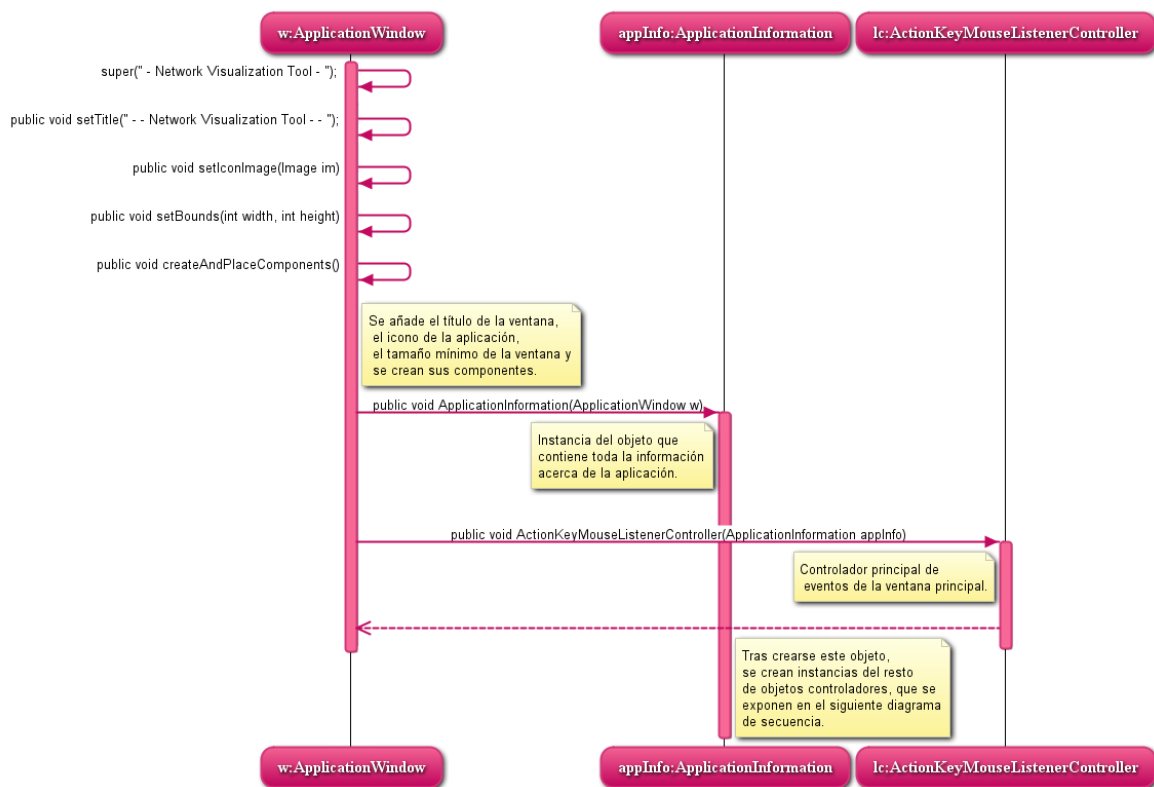 w:ApplicationWindow
appInfo:ApplicationInformation
lc:ActionKeyMouseListenerController
super(" - Network Visualization Tool - ");
public void setTitle(" - - Network Visualization Tool - - ");
public void setIconImage(Image im)
public void setBounds(int width, int height)
public void createAndPlaceComponents()
Se añade el título de la ventana,
el icono de la aplicación,
el tamaño mínimo de la ventana y
se crean sus componentes.
public void ApplicationInformation(ApplicationWindow w)
Instancia del objeto que
contiene toda la información
acerca de la aplicación.
public void ActionKeyMouseListenerController(ApplicationInformation appInfo)
Controlador principal de
eventos de la ventana principal.
Tras crearse este objeto,
se crean instancias del resto
de objetos controladores, que se
exponen en el siguiente diagrama
de secuencia.
w:ApplicationWindow
appInfo:ApplicationInformation
lc:ActionKeyMouseListenerController